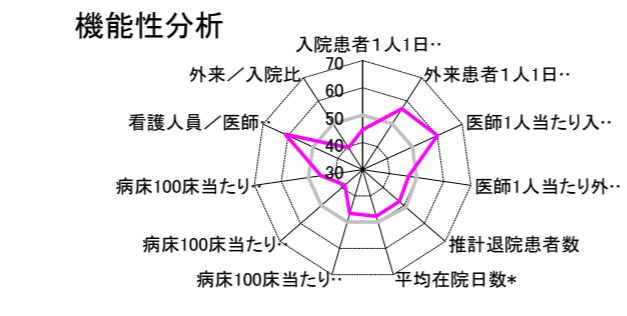 機能性分析
入院患者１人１日‥
外来／入院比
外来患者１人１日‥
看護人員／医師‥
医師1人当たり入‥
病床100床当たり‥
医師1人当たり外‥
病床100床当たり‥
推計退院患者数
病床100床当たり‥
平均在院日数*
70
60
50
40
30